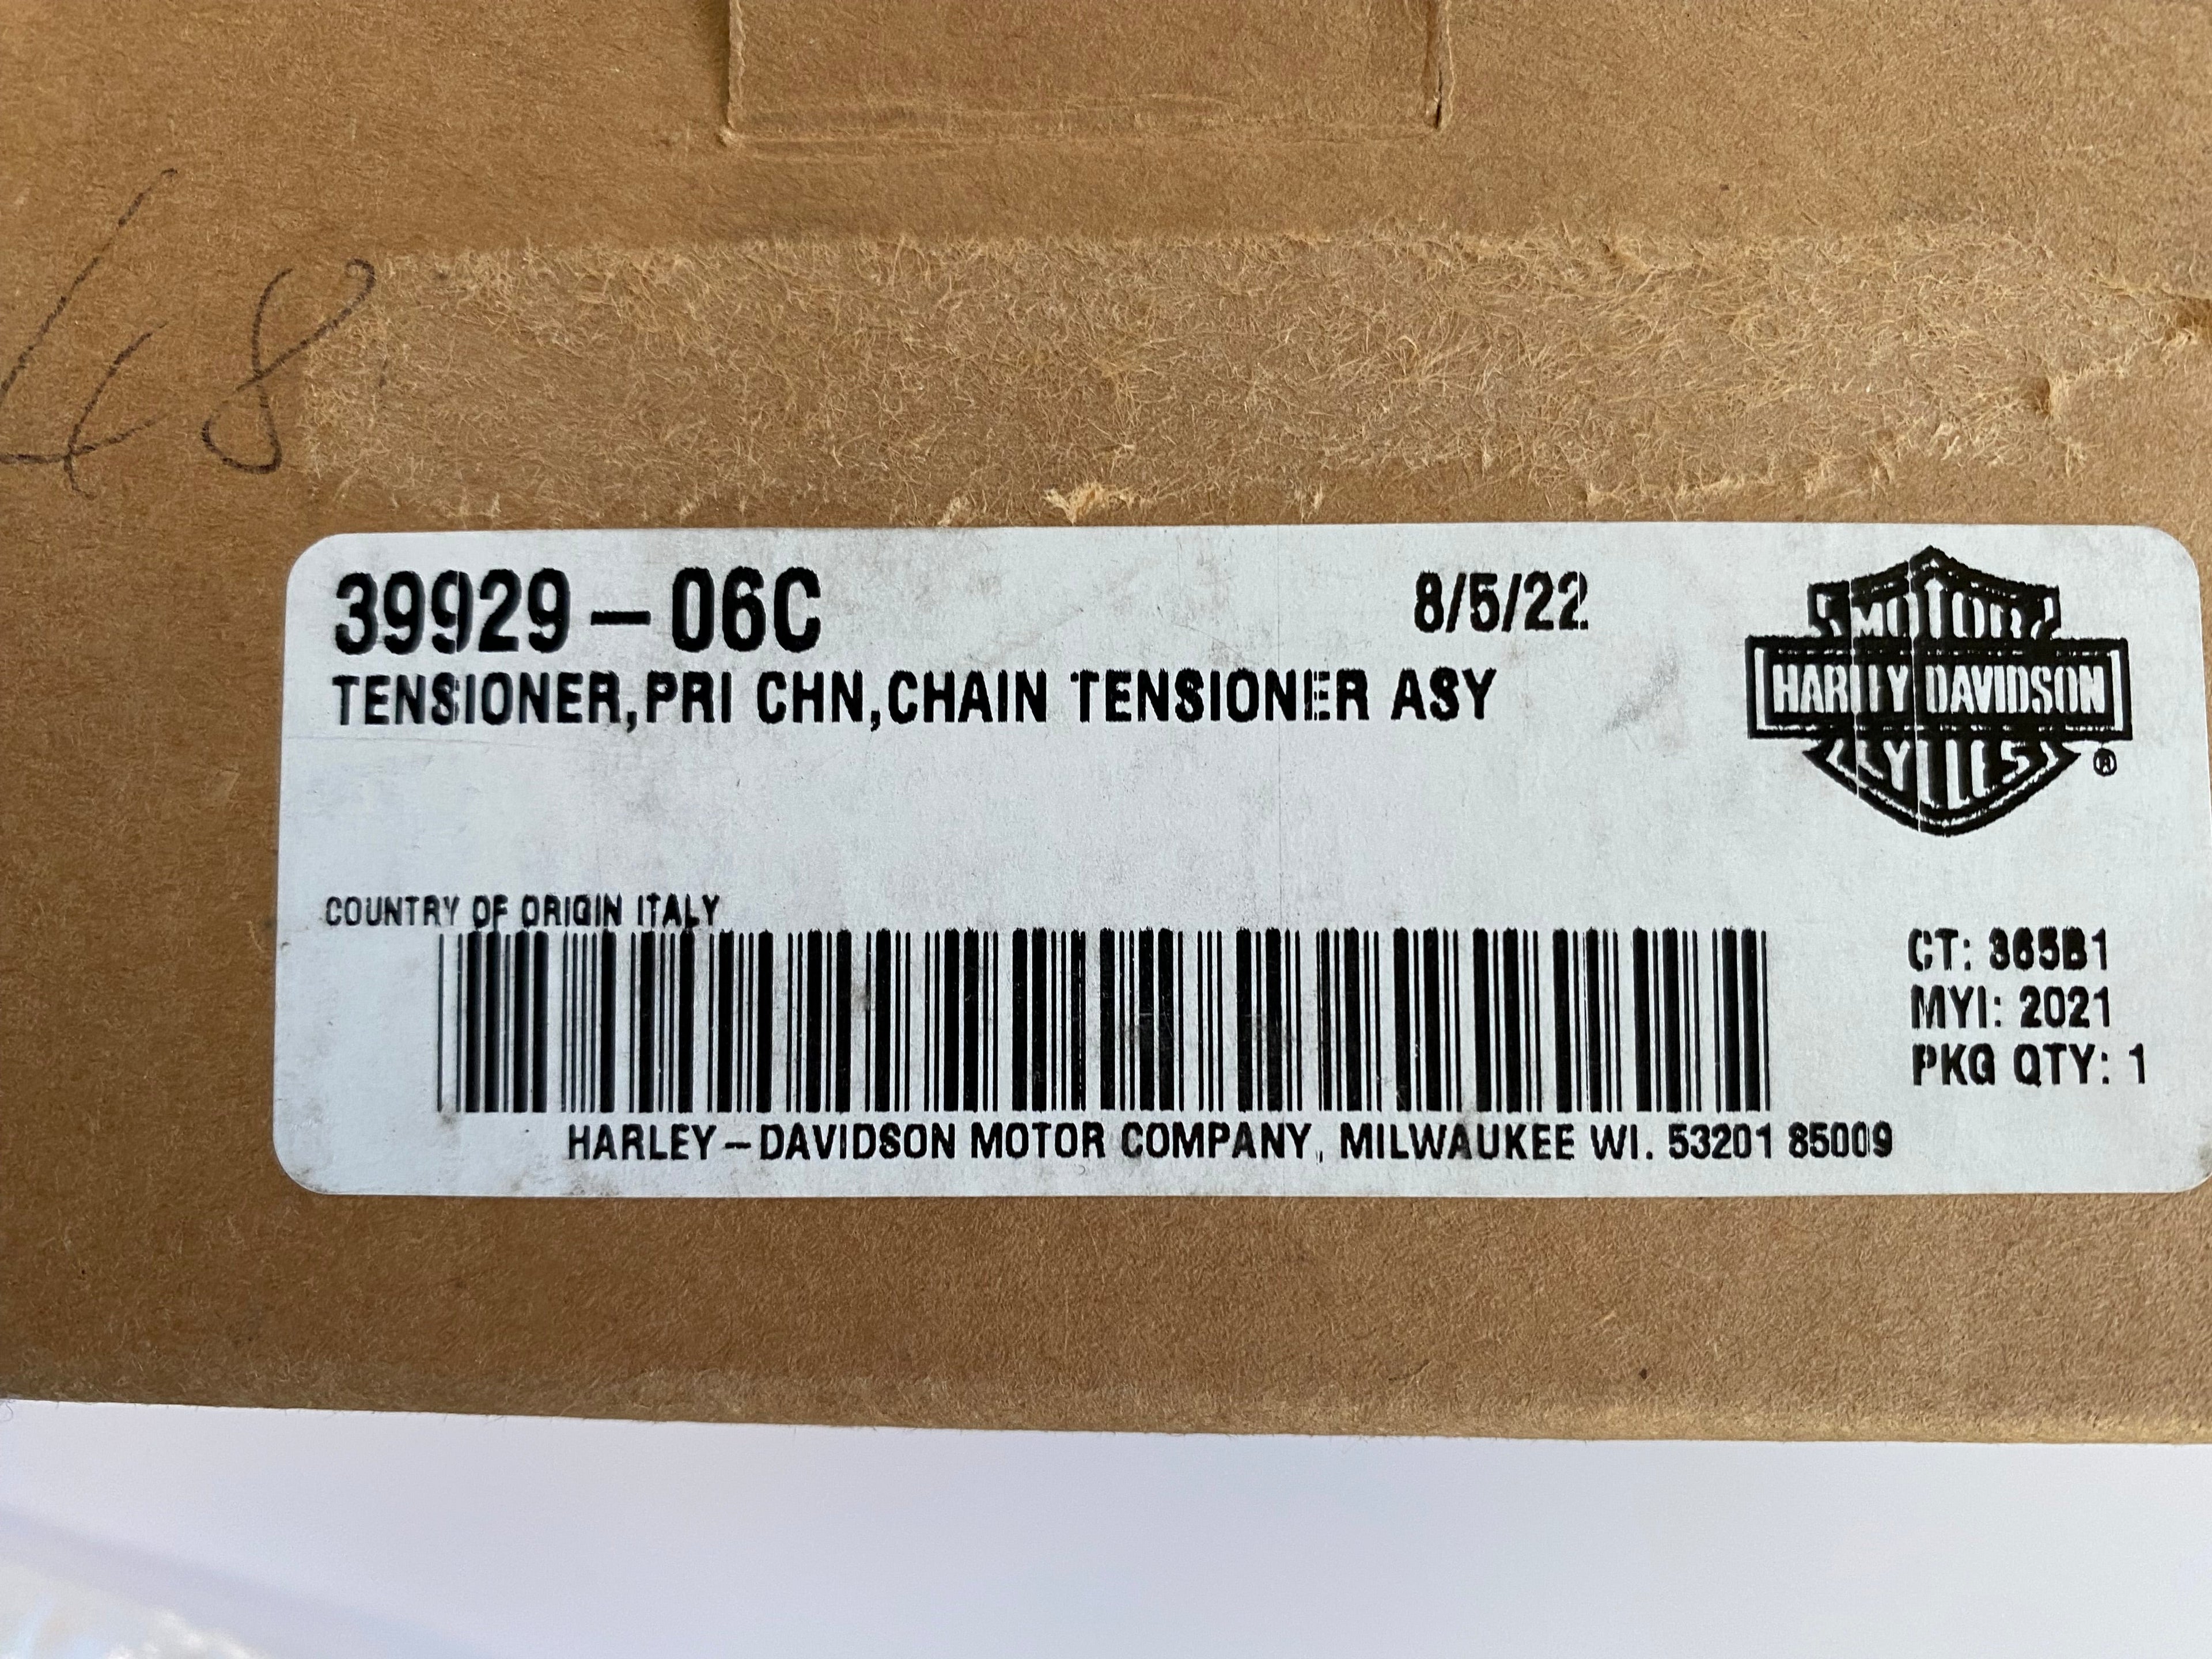 48
39929-06C
8/5/22
TENSIONER,PRI CHN,CHAIN TENSIONER ASY
MOTOR
HARLEY-DAVIDSON
®
COUNTRY OF ORIGIN ITALY
CT: 365B1
MYI: 2021
PKG QTY: 1
HARLEY-DAVIDSON MOTOR COMPANY, MILWAUKEE WI. 53201 85009